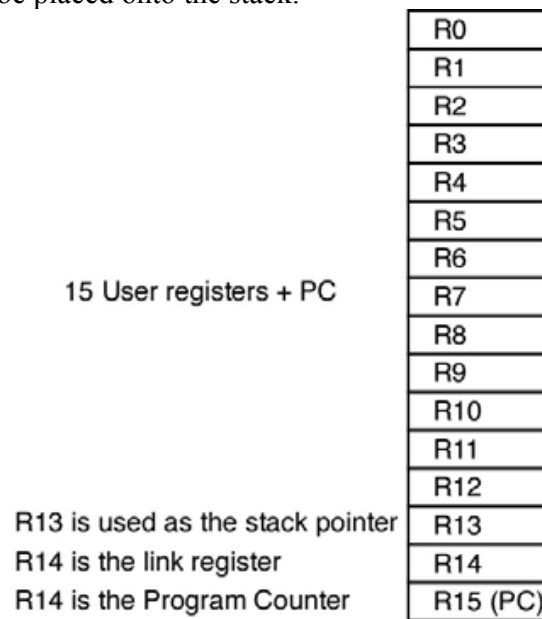 be placed onto the stack.
R0
R1
R2
R3
R4
R5
R6
15 User registers + PC
R7
R8
R9
R10
R11
R12
R13 is used as the stack pointer R13
R14 is the link register R14
R14 is the Program Counter R15 (PC)